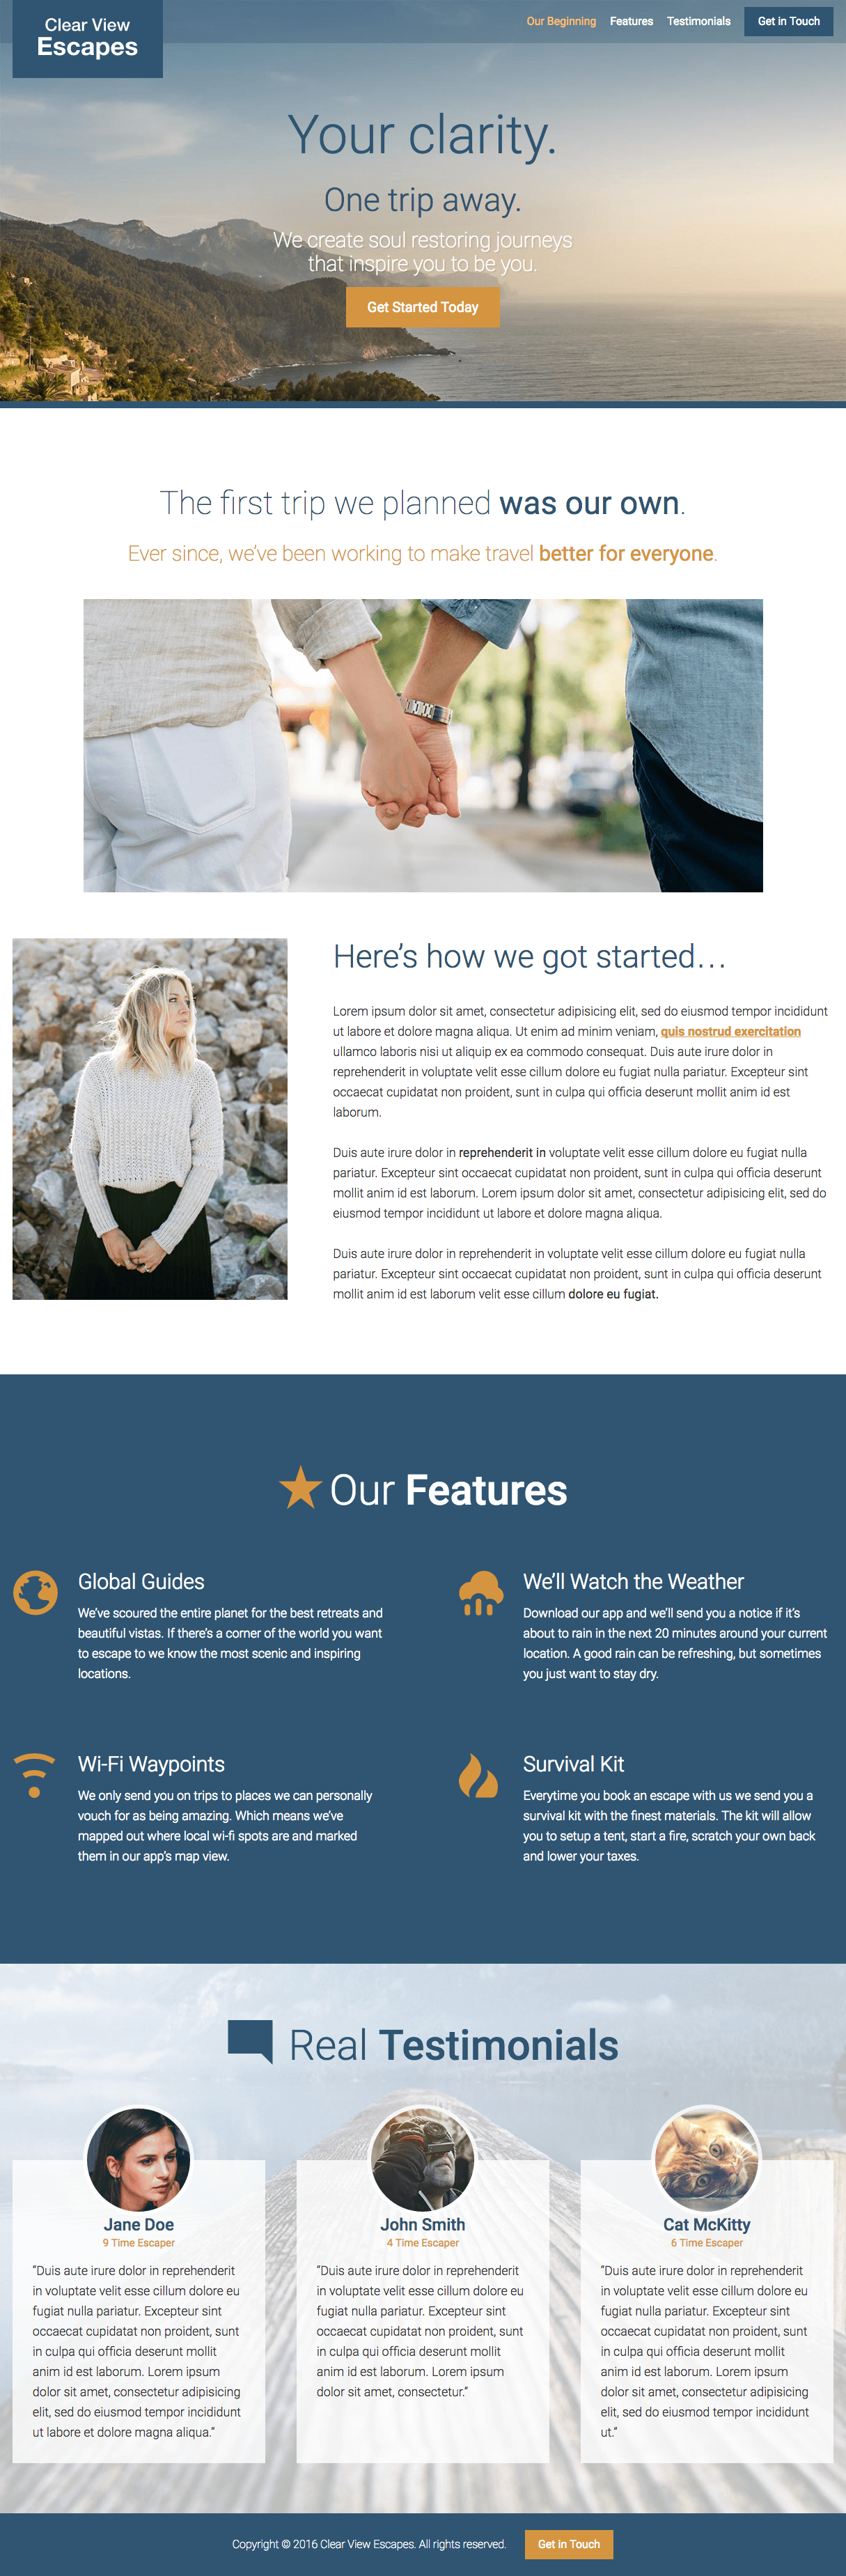 Clear View
Escapes
Our Beginning Features Testimonials Get in Touch
Your clarity.
One trip away.
We create soul restoring journeys
that inspire you to be you.
Get Started Today
The first trip we planned was our own.
Ever since, we've been working to make travel better for everyone.
Here's how we got started…
Lorem ipsum dolor sit amet, consectetur adipisicing elit, sed do eiusmod tempor incididunt
ut labore et dolore magna aliqua. Ut enim ad minim veniam, quis nostrud exercitation
ullamco laboris nisi ut aliquip ex ea commodo consequat. Duis aute irure dolor in
reprehenderit in voluptate velit esse cillum dolore eu fugiat nulla pariatur. Excepteur sint
occaecat cupidatat non proident, sunt in culpa qui officia deserunt mollit anim id est
laborum.
Duis aute irure dolor in reprehenderit in voluptate velit esse cillum dolore eu fugiat nulla
pariatur. Excepteur sint occaecat cupidatat non proident, sunt in culpa qui officia deserunt
mollit anim id est laborum. Lorem ipsum dolor sit amet, consectetur adipisicing elit, sed do
eiusmod tempor incididunt ut labore et dolore magna aliqua.
Duis aute irure dolor in reprehenderit in voluptate velit esse cillum dolore eu fugiat nulla
pariatur. Excepteur sint occaecat cupidatat non proident, sunt in culpa qui officia deserunt
mollit anim id est laborum velit esse cillum dolore eu fugiat.
Our Features
Global Guides
We've scoured the entire planet for the best retreats and
beautiful vistas. If there's a corner of the world you want
to escape to we know the most scenic and inspiring
locations.
We'll Watch the Weather
Download our app and we'll send you a notice if it's
about to rain in the next 20 minutes around your current
location. A good rain can be refreshing, but sometimes
you just want to stay dry.
Wi-Fi Waypoints
We only send you on trips to places we can personally
vouch for as being amazing. Which means we've
mapped out where local wi-fi spots are and marked
them in our app's map view.
Survival Kit
Everytime you book an escape with us we send you a
survival kit with the finest materials. The kit will allow
you to setup a tent, start a fire, scratch your own back
and lower your taxes.
Real Testimonials
Jane Doe
9 Time Escaper
“Duis aute irure dolor in reprehenderit
in voluptate velit esse cillum dolore eu
fugiat nulla pariatur. Excepteur sint
occaecat cupidatat non proident, sunt
in culpa qui officia deserunt mollit
anim id est laborum. Lorem ipsum
dolor sit amet, consectetur adipisicing
elit, sed do eiusmod tempor incididunt
ut labore et dolore magna aliqua.”
John Smith
4 Time Escaper
“Duis aute irure dolor in reprehenderit
in voluptate velit esse cillum dolore eu
fugiat nulla pariatur. Excepteur sint
occaecat cupidatat non proident, sunt
in culpa qui officia deserunt mollit
anim id est laborum. Lorem ipsum
dolor sit amet, consectetur.”
Cat McKitty
6 Time Escaper
“Duis aute irure dolor in reprehenderit
in voluptate velit esse cillum dolore eu
fugiat nulla pariatur. Excepteur sint
occaecat cupidatat non proident, sunt
in culpa qui officia deserunt mollit
anim id est laborum. Lorem ipsum
dolor sit amet, consectetur adipisicing
elit, sed do eiusmod tempor incididunt
ut.”
Copyright © 2016 Clear View Escapes. All rights reserved. Get in Touch